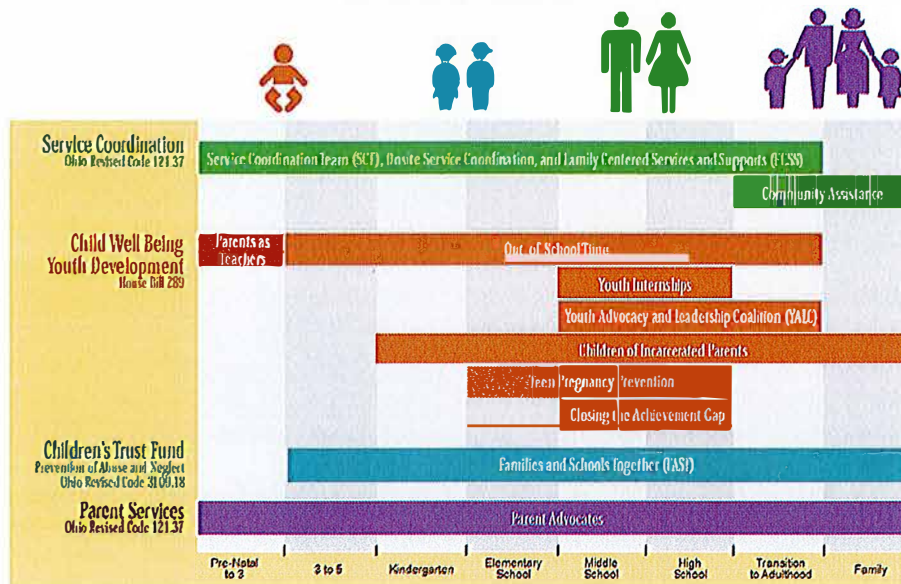 Service Coordination
Ohio Revised Code 121.37
Service Coordination Team (SCT), Onsite Service Coordination, and Family Centered Services and Supports (FCSS)
Community Assistance
Child Well Being
Youth Development
House Bill 289
Parents as
Teachers
Out of School Time
Youth Internships
Youth Advocacy and Leadership Coalition (YALC)
Children of Incarcerated Parents
Teen Pregnancy Prevention
Closing the Achievement Gap
Children's Trust Fund
Prevention of Abuse and Neglect
Ohio Revised Code 3109.18
Families and Schools Together (FAST)
Parent Services
Ohio Revised Code 121.37
Parent Advocates
Pre-Natal
to 3
3 to 5
Kindergarten
Elementary
School
Middle
School
High
School
Transition
to Adulthood
Family